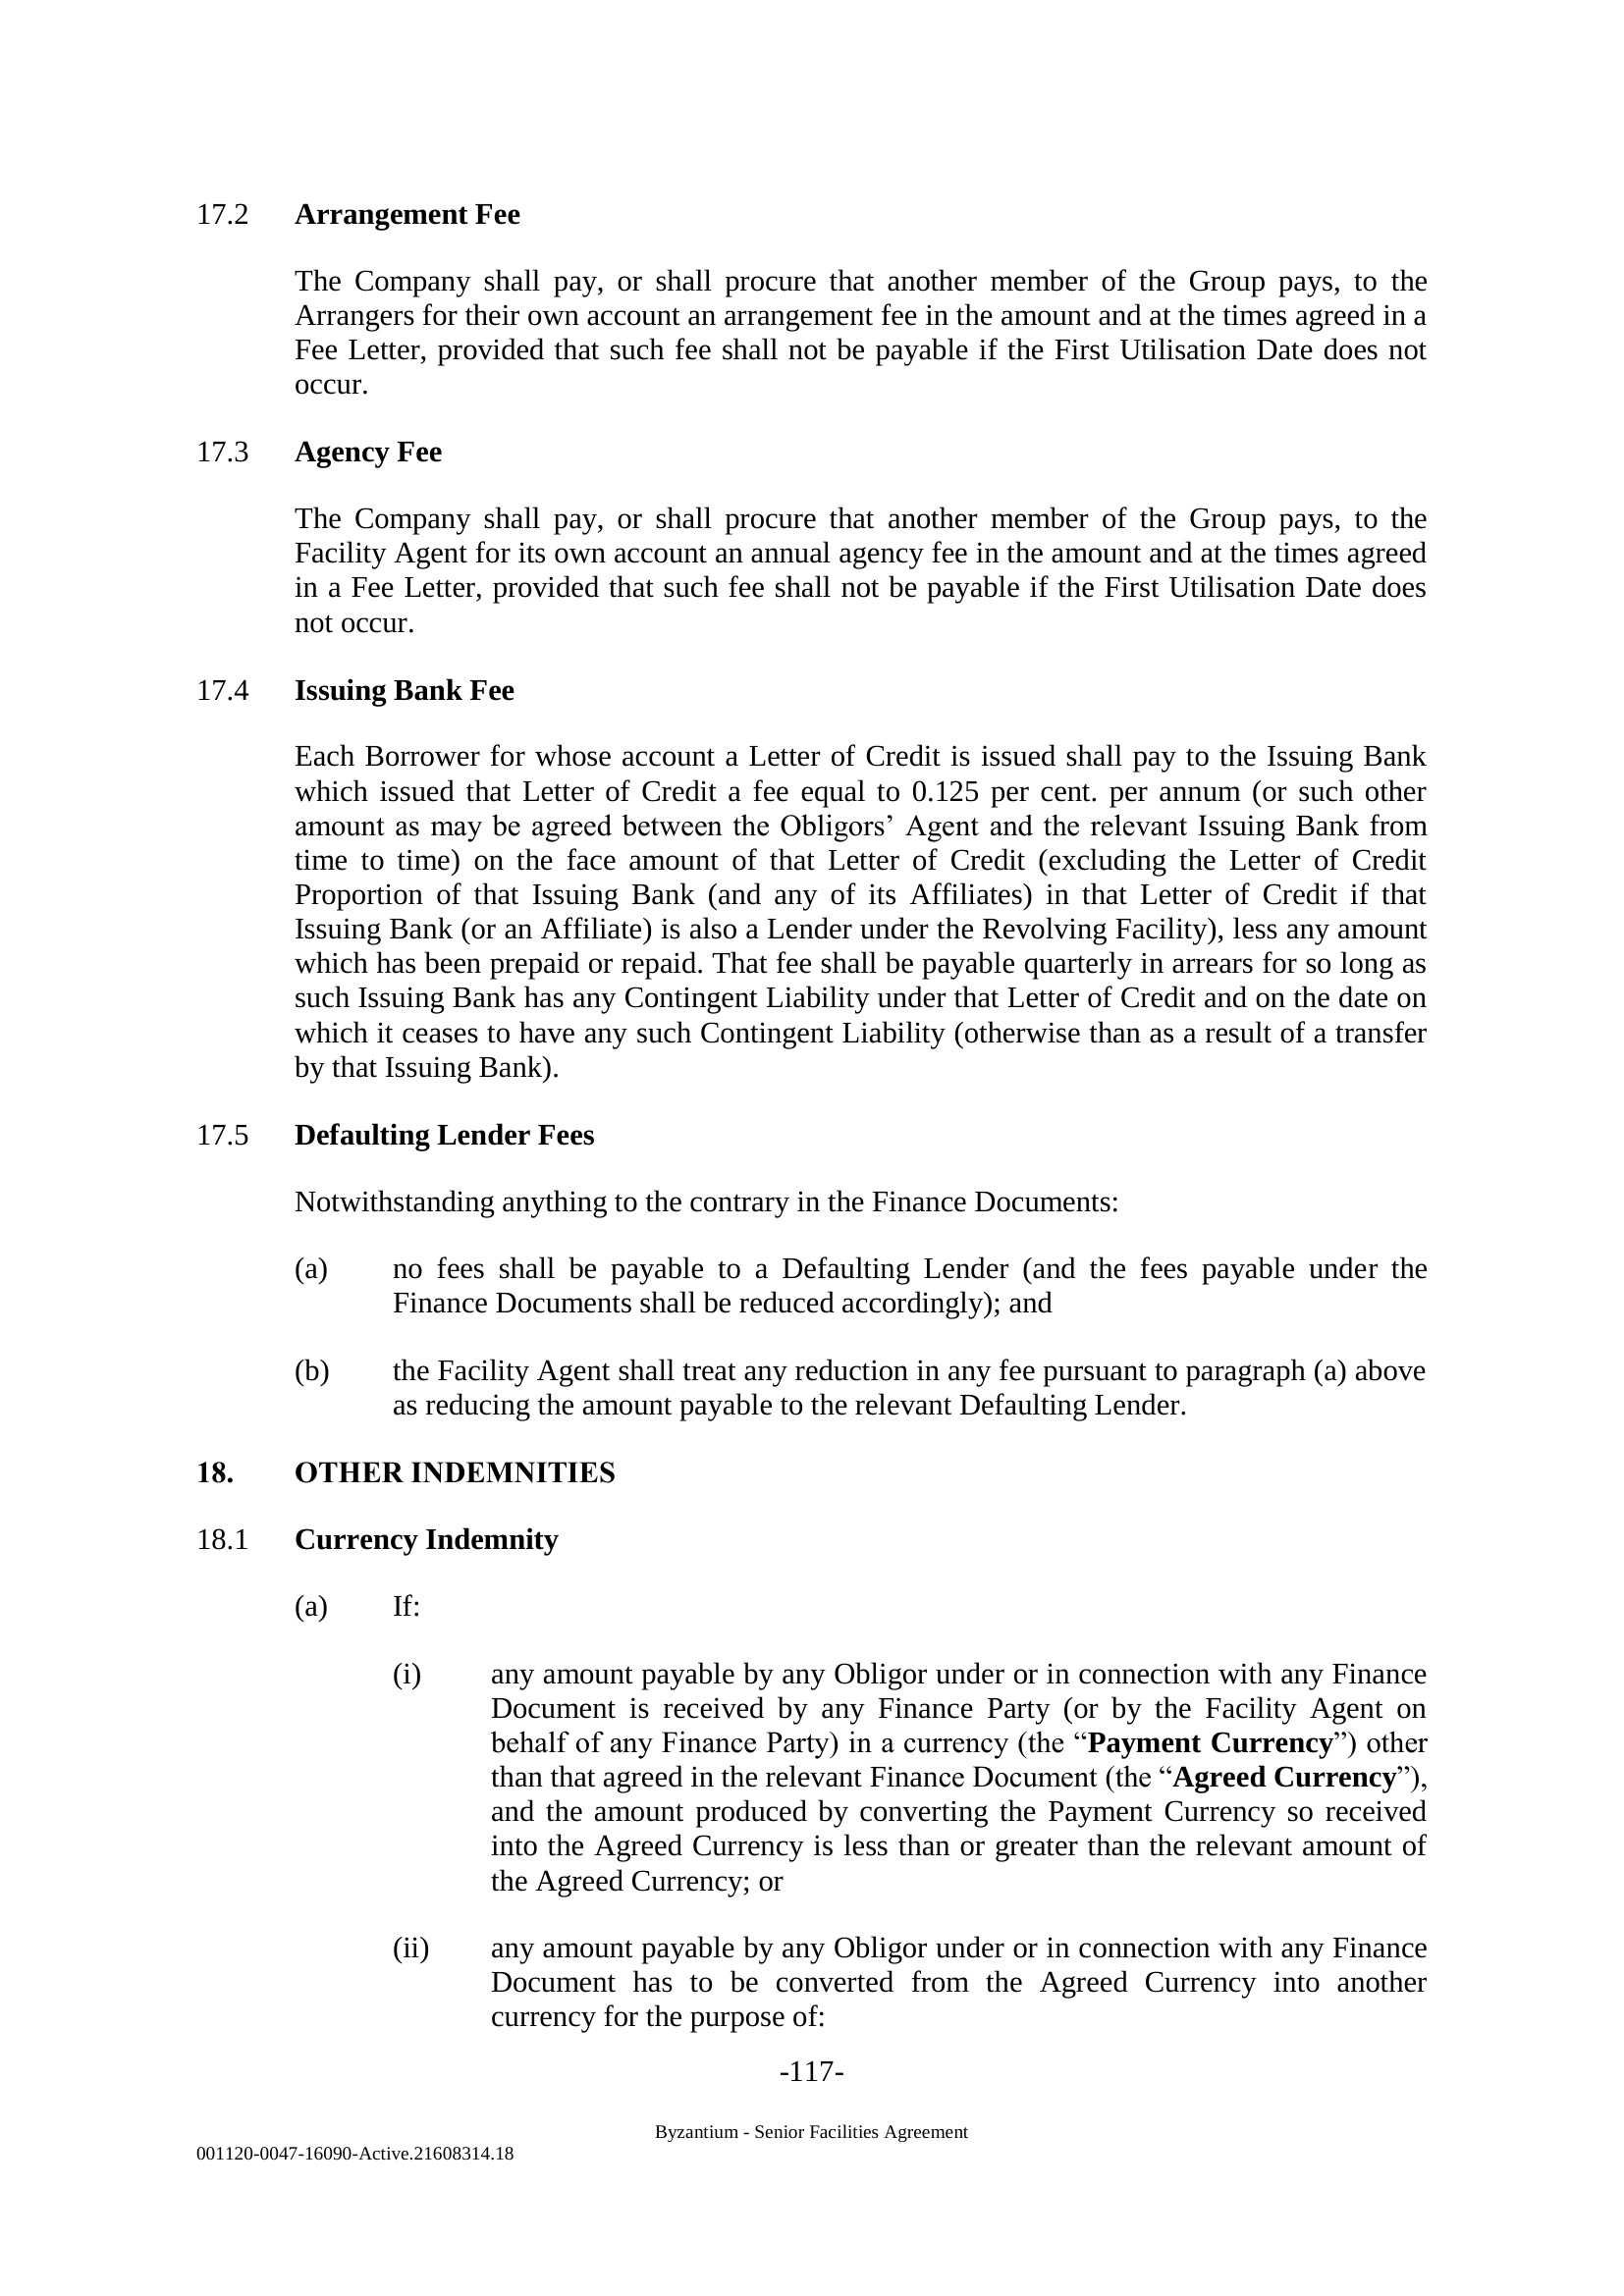 17.2 Arrangement Fee
The Company shall pay, or shall procure that another member of the Group pays, to the
Arrangers for their own account an arrangement fee in the amount and at the times agreed in a
Fee Letter, provided that such fee shall not be payable if the First Utilisation Date does not
occur.
17.3 Agency Fee
The Company shall pay, or shall procure that another member of the Group pays, to the
Facility Agent for its own account an annual agency fee in the amount and at the times agreed
in a Fee Letter, provided that such fee shall not be payable if the First Utilisation Date does
not occur.
17.4 Issuing Bank Fee
Each Borrower for whose account a Letter of Credit is issued shall pay to the Issuing Bank
which issued that Letter of Credit a fee equal to 0.125 per cent. per annum (or such other
amount as may be agreed between the Obligors’ Agent and the relevant Issuing Bank from
time to time) on the face amount of that Letter of Credit (excluding the Letter of Credit
Proportion of that Issuing Bank (and any of its Affiliates) in that Letter of Credit if that
Issuing Bank (or an Affiliate) is also a Lender under the Revolving Facility), less any amount
which has been prepaid or repaid. That fee shall be payable quarterly in arrears for so long as
such Issuing Bank has any Contingent Liability under that Letter of Credit and on the date on
which it ceases to have any such Contingent Liability (otherwise than as a result of a transfer
by that Issuing Bank).
17.5 Defaulting Lender Fees
Notwithstanding anything to the contrary in the Finance Documents:
(a) no fees shall be payable to a Defaulting Lender (and the fees payable under the
Finance Documents shall be reduced accordingly); and
(b) the Facility Agent shall treat any reduction in any fee pursuant to paragraph (a) above
as reducing the amount payable to the relevant Defaulting Lender.
18. OTHER INDEMNITIES
18.1 Currency Indemnity
(a) If:
(i) any amount payable by any Obligor under or in connection with any Finance
Document is received by any Finance Party (or by the Facility Agent on
behalf of any Finance Party) in a currency (the “Payment Currency”) other
than that agreed in the relevant Finance Document (the “Agreed Currency”),
and the amount produced by converting the Payment Currency so received
into the Agreed Currency is less than or greater than the relevant amount of
the Agreed Currency; or
(ii) any amount payable by any Obligor under or in connection with any Finance
Document has to be converted from the Agreed Currency into another
currency for the purpose of:
-117-
Byzantium - Senior Facilities Agreement
001120-0047-16090-Active.21608314.18